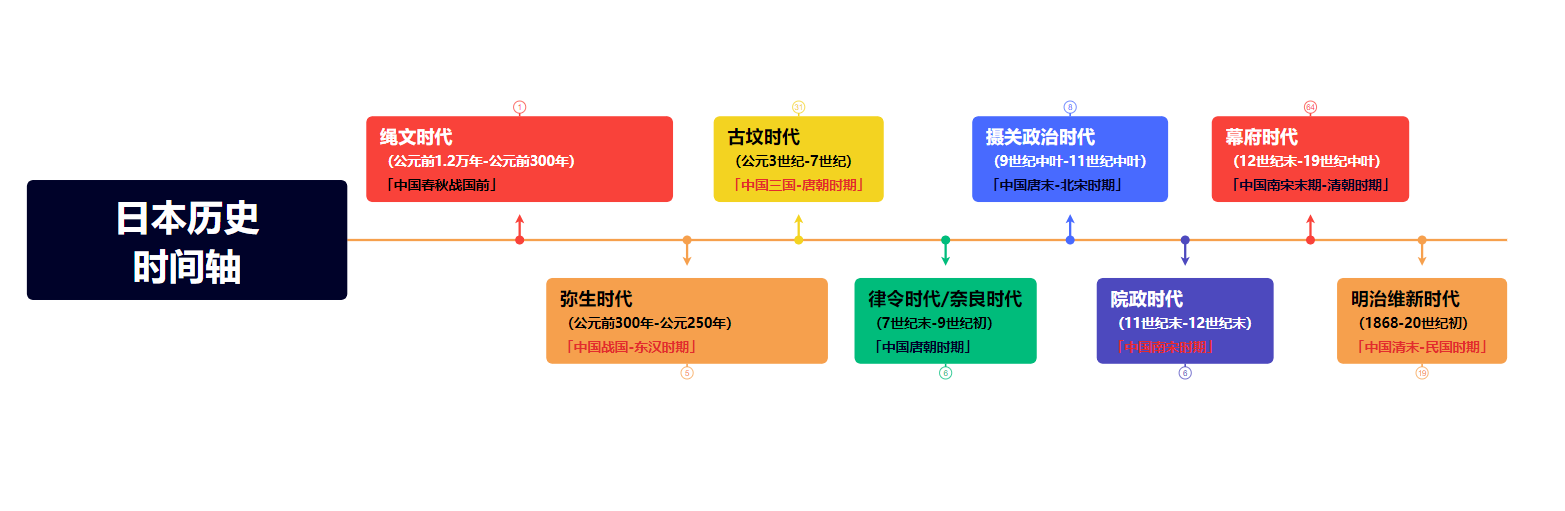 日本历史
时间轴
1
绳文时代
（公元前1.2万年-公元前300年）
「中国春秋战国前」
弥生时代
（公元前300年-公元250年）
「中国战国-东汉时期」
5
31
古坟时代
（公元3世纪-7世纪）
「中国三国-唐朝时期」
律令时代/奈良时代
（7世纪末-9世纪初）
「中国唐朝时期」
6
8
摄关政治时代
（9世纪中叶-11世纪中叶）
「中国唐末-北宋时期」
院政时代
（11世纪末-12世纪末）
「中国南宋时期」
6
64
幕府时代
（12世纪末-19世纪中叶）
「中国南宋末期-清朝时期」
明治维新时代
（1868-20世纪初）
「中国清末-民国时期」
19